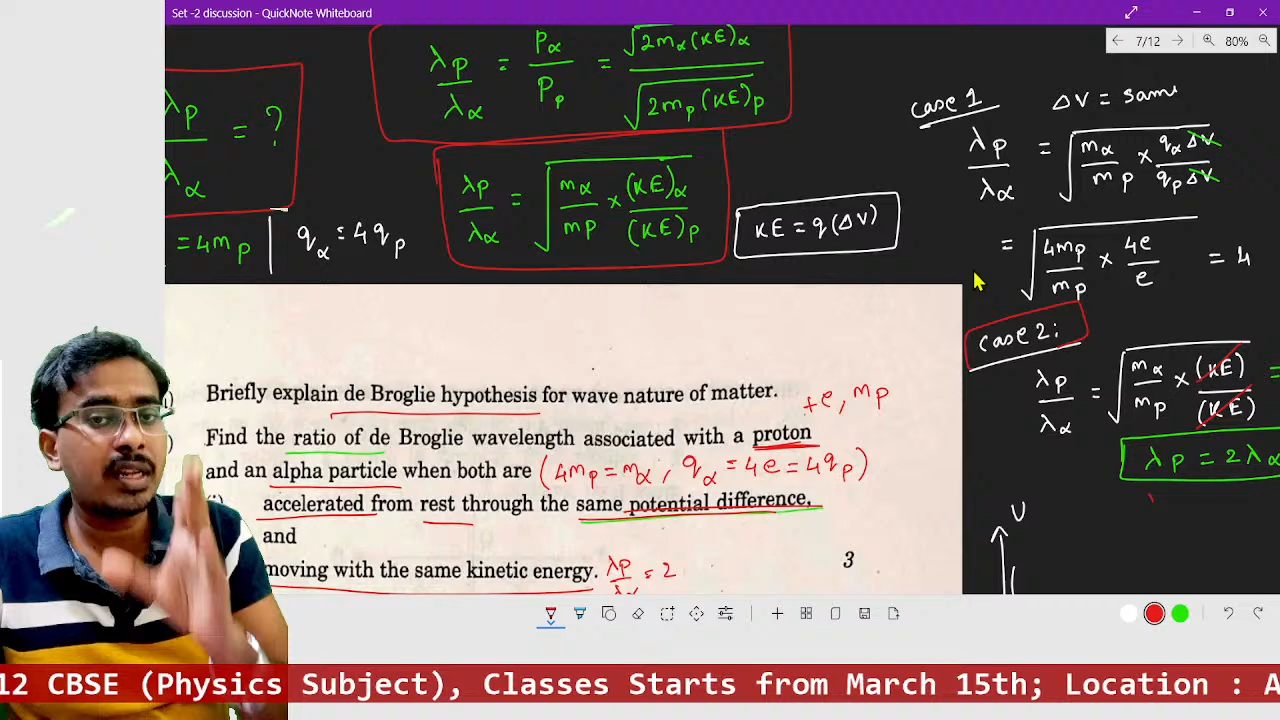 Set -2 discussion - QuickNote Whiteboard
7/12 80%
λp/λα = ?
= 4mp | qα = 4qp
λp/λα = pα/pp = √2mα(KE)α / √2mp(KE)p
λp/λα = √(mα/mp × (KE)α/(KE)p)
KE = q(ΔV)
case 1 ΔV = same
λp/λα = √(mα/mp × qαΔV/qpΔV)
= √(4mp/mp × 4e/e) = 4
case 2:
λp/λα = √(mα/mp × (KE)/(KE)) =
λp = 2λα
V
Briefly explain de Broglie hypothesis for wave nature of matter.
+e, mp
Find the ratio of de Broglie wavelength associated with a proton
and an alpha particle when both are (4mp = mα, qα = 4e = 4qp)
accelerated from rest through the same potential difference,
and
moving with the same kinetic energy. λp/λα = 2
3
12 CBSE (Physics Subject), Classes Starts from March 15th; Location : A